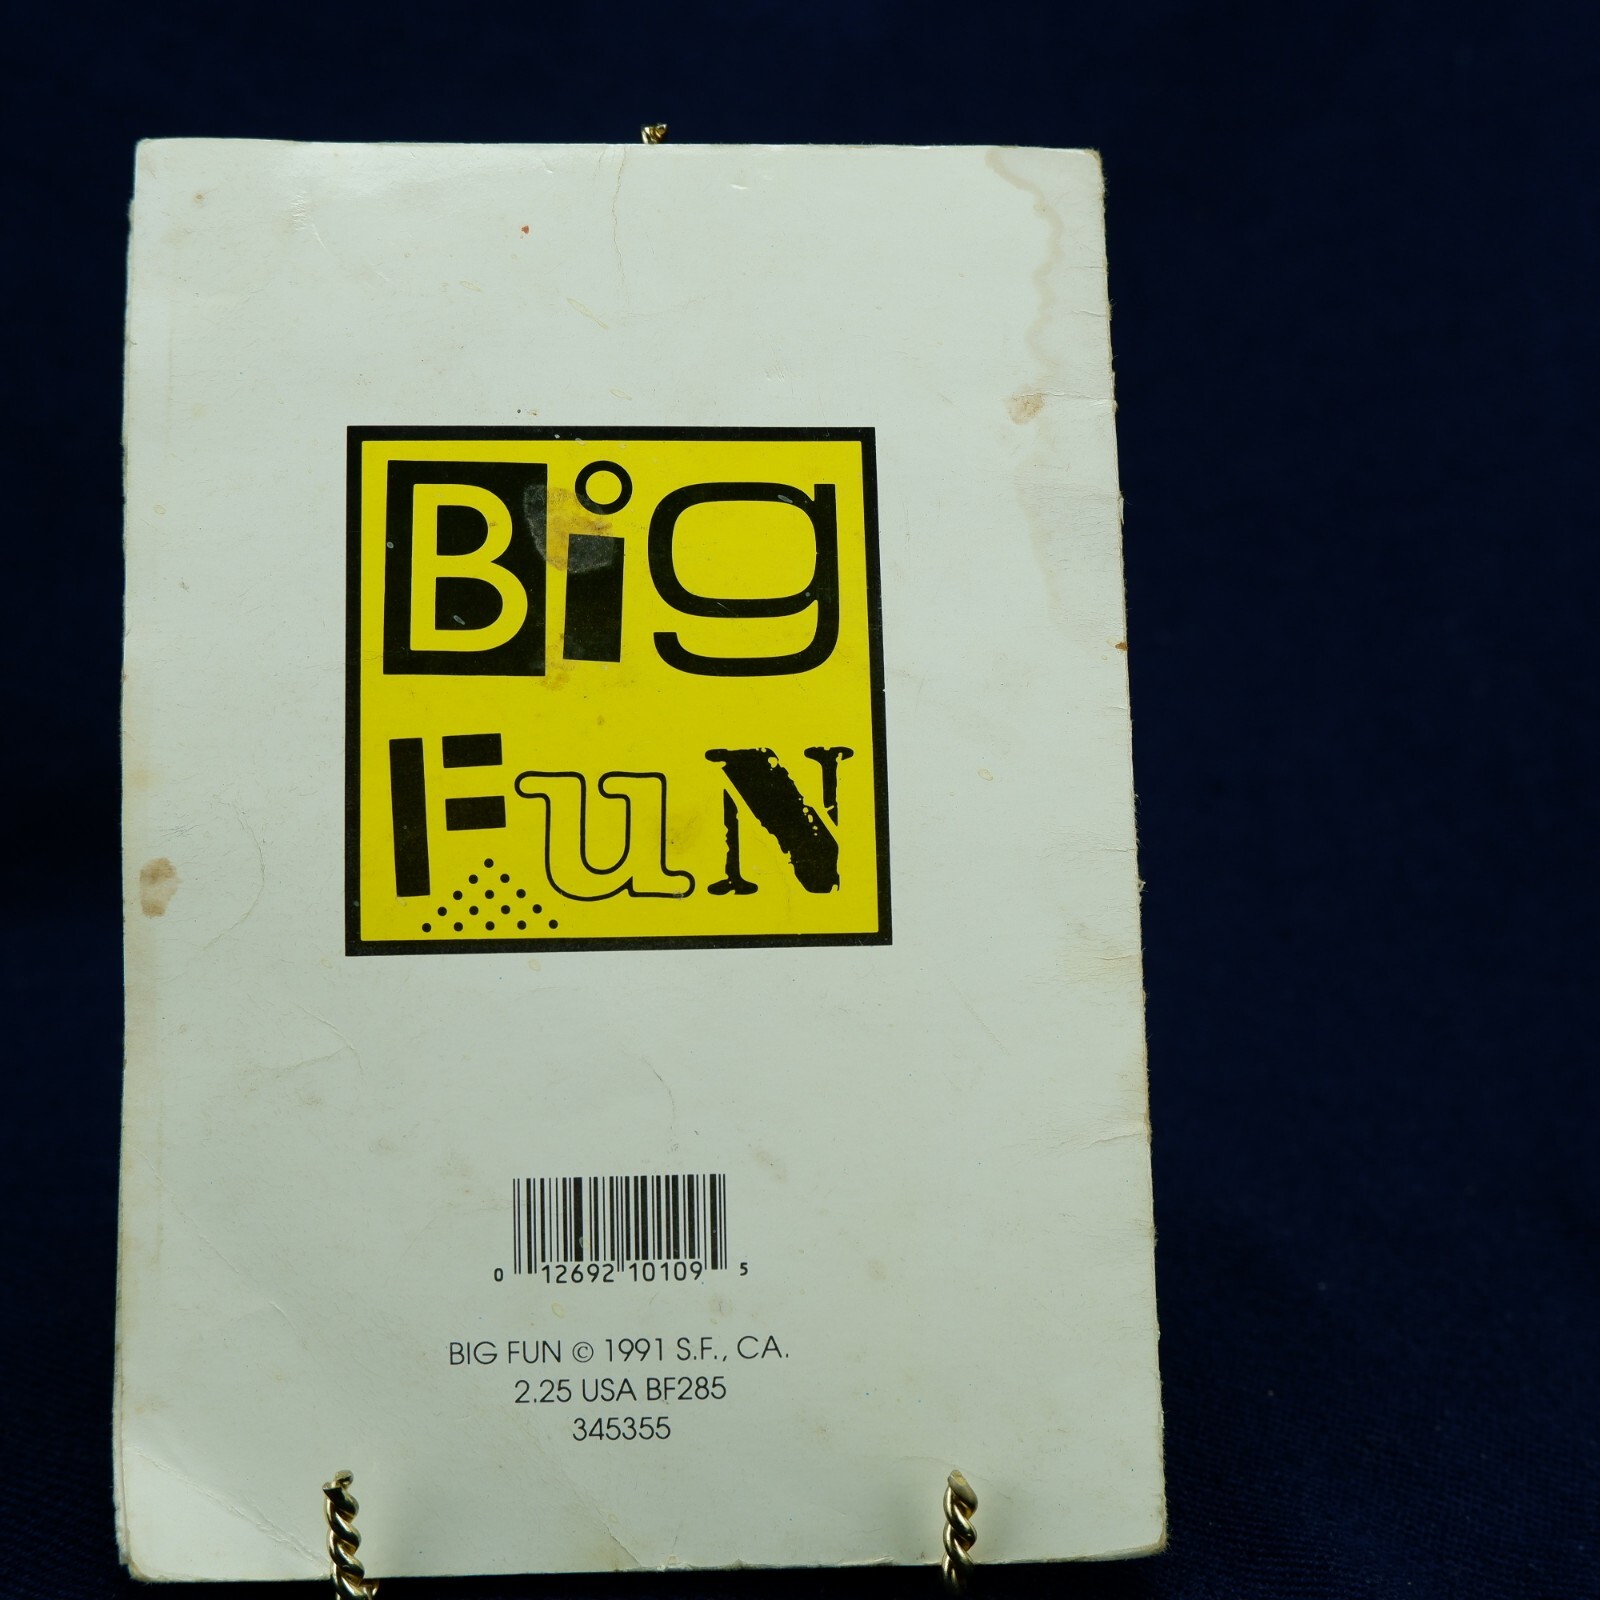 Big
FuN
0 12692 10109 5
BIG FUN © 1991 S.F., CA.
2.25 USA BF285
345355